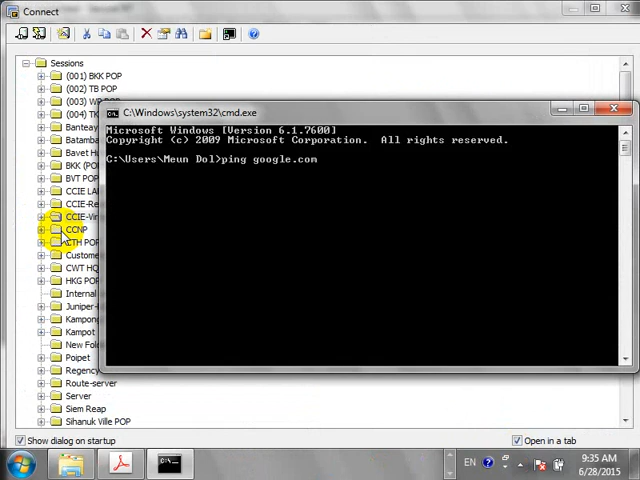 Connect
Sessions
(001) BKK POP
(002) TB POP
(003) WP POP
(004) TK
Banteay
Batamba
Bavet H
BKK (PO
BVT POP
CCIE LA
CCIE-Re
CCIE-Vir
CCNP
CTH POP
Custome
CWT HQ
HKG POP
Internal
Juniper-
Kampong
Kampot
New Fold
Poipet
Regency
Route-server
Server
Siem Reap
Sihanuk Ville POP
C:\Windows\system32\cmd.exe
Microsoft Windows [Version 6.1.7600]
Copyright (c) 2009 Microsoft Corporation. All rights reserved.
C:\Users\Meun Dol>ping google.com
Show dialog on startup
Open in a tab
EN
9:35 AM
6/28/2015